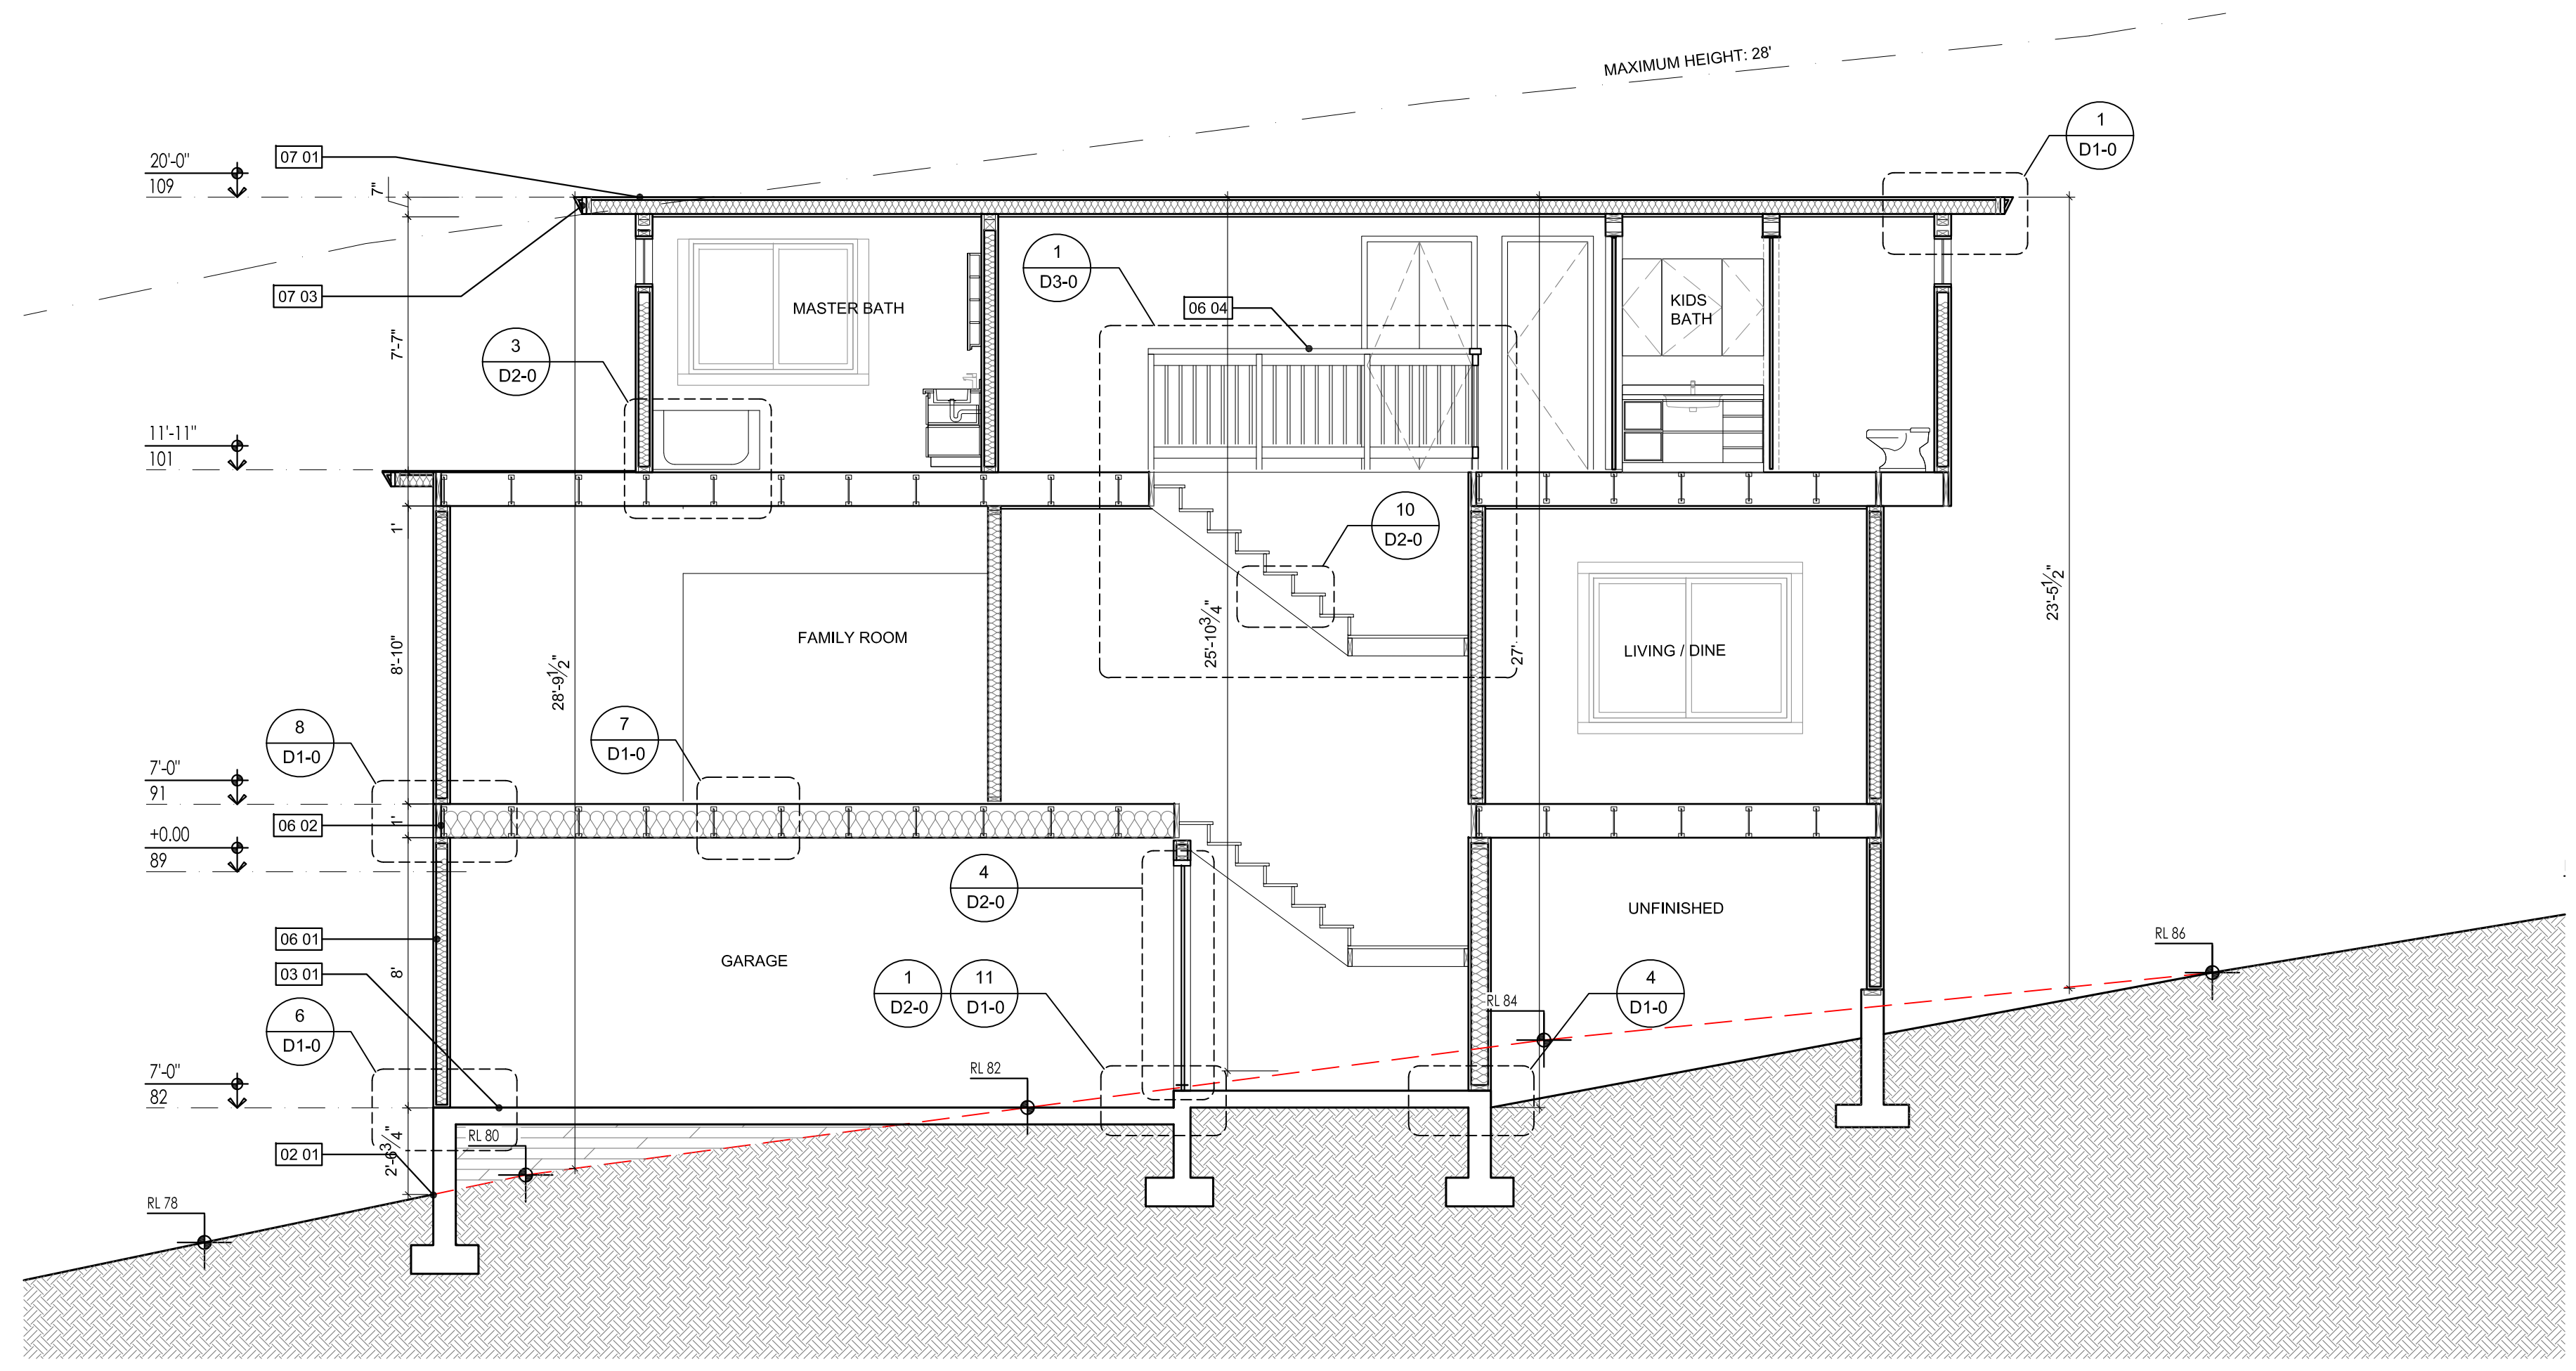 MAXIMUM HEIGHT: 28'
1
D1-0
20'-0"
109
07 01
7"
07 03
1
D3-0
06 04
MASTER BATH
KIDS
BATH
3
D2-0
7'-7"
11'-11"
101
1'
10
D2-0
8'-10"
FAMILY ROOM
28'-9 1/2"
25'-10 3/4"
27'
LIVING / DINE
23'-5 1/2"
8
D1-0
7
D1-0
7'-0"
91
06 02
1'
+0.00
89
4
D2-0
UNFINISHED
RL 86
06 01
GARAGE
03 01
8'
1
D2-0
11
D1-0
RL 84
4
D1-0
6
D1-0
7'-0"
82
RL 82
02 01
2'-6 3/4"
RL 80
RL 78